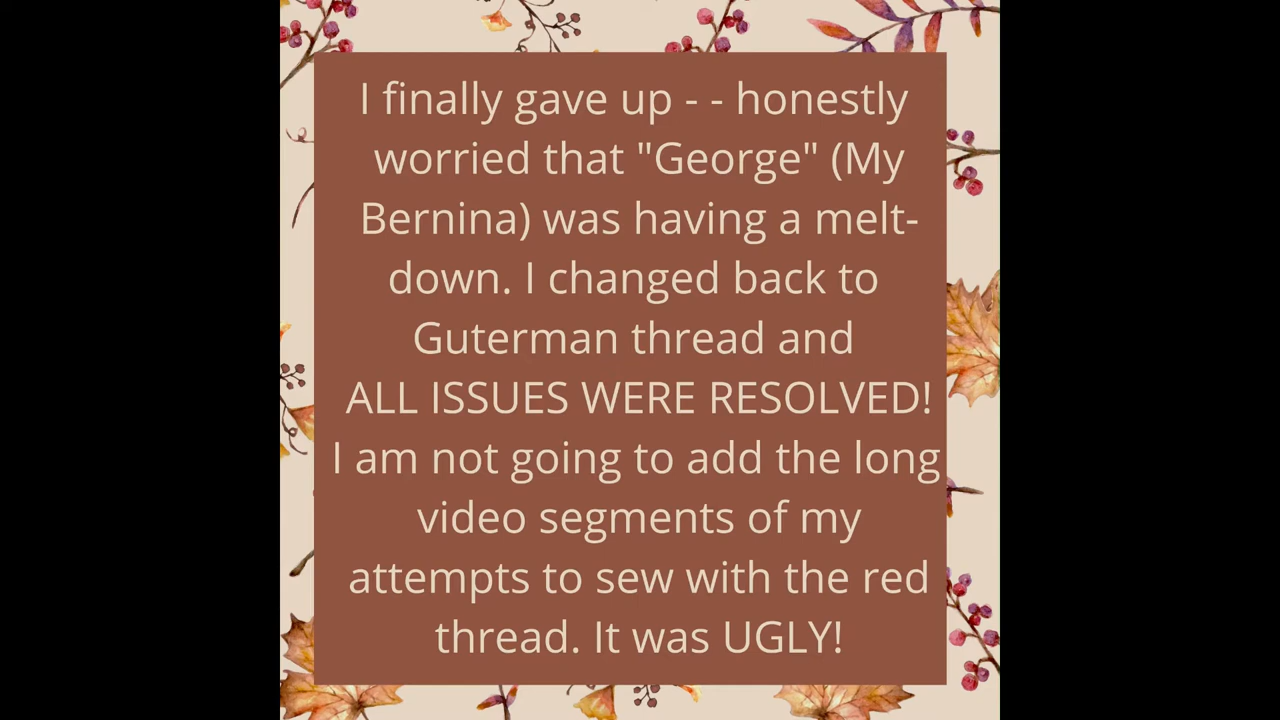 I finally gave up - - honestly
worried that "George" (My
Bernina) was having a melt-
down. I changed back to
Guterman thread and
ALL ISSUES WERE RESOLVED!
I am not going to add the long
video segments of my
attempts to sew with the red
thread. It was UGLY!